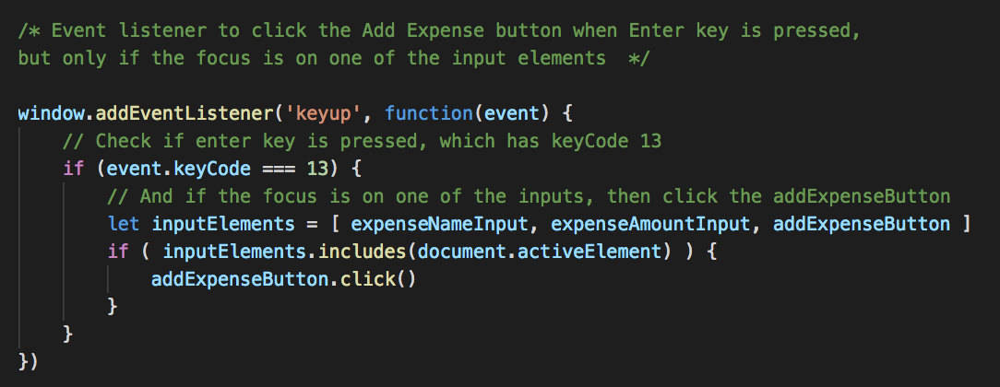 /* Event listener to click the Add Expense button when Enter key is pressed,
but only if the focus is on one of the input elements  */
window.addEventListener('keyup', function(event) {
// Check if enter key is pressed, which has keyCode 13
if (event.keyCode === 13) {
// And if the focus is on one of the inputs, then click the addExpenseButton
let inputElements = [ expenseNameInput, expenseAmountInput, addExpenseButton ]
if ( inputElements.includes(document.activeElement) ) {
addExpenseButton.click()
}
}
})